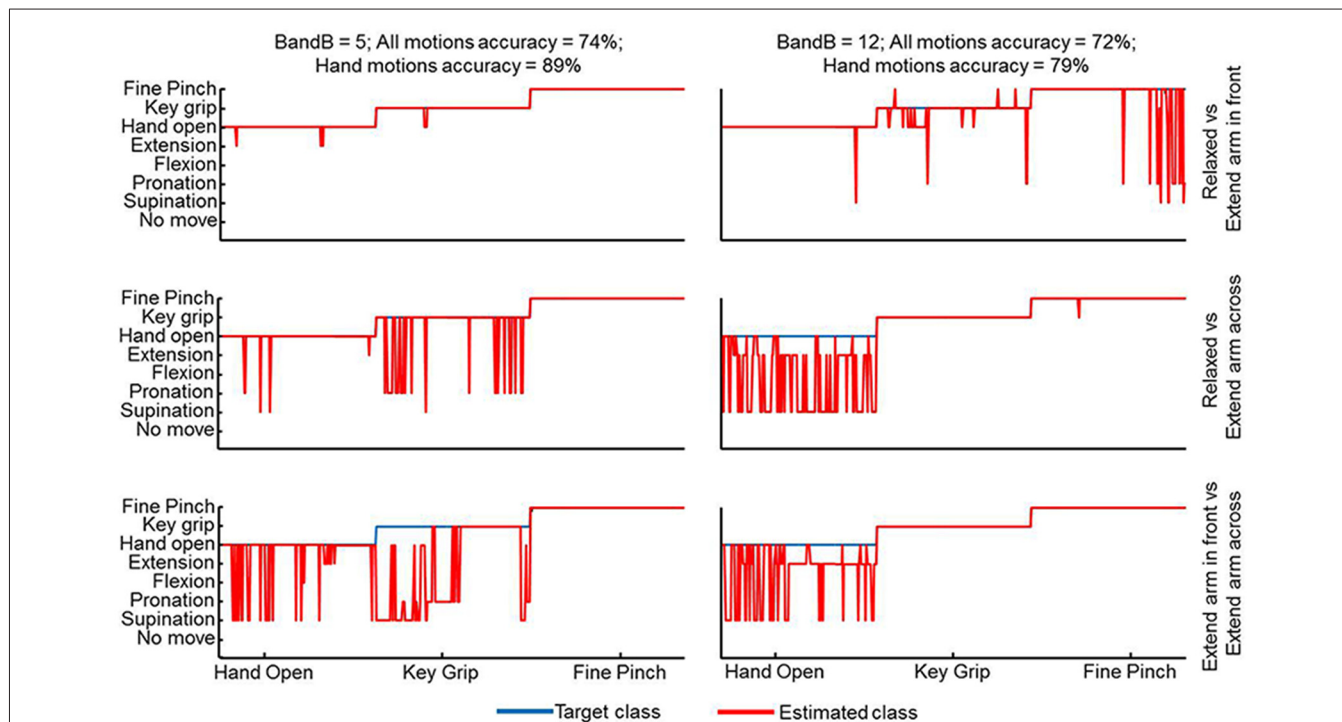 BandB = 5; All motions accuracy = 74%;
Hand motions accuracy = 89%
BandB = 12; All motions accuracy = 72%;
Hand motions accuracy = 79%
Fine Pinch
Key grip
Hand open
Extension
Flexion
Pronation
Supination
No move
Relaxed vs
Extend arm in front
Fine Pinch
Key grip
Hand open
Extension
Flexion
Pronation
Supination
No move
Relaxed vs
Extend arm across
Fine Pinch
Key grip
Hand open
Extension
Flexion
Pronation
Supination
No move
Extend arm in front vs
Extend arm across
Hand Open Key Grip Fine Pinch
Hand Open Key Grip Fine Pinch
Target class Estimated class